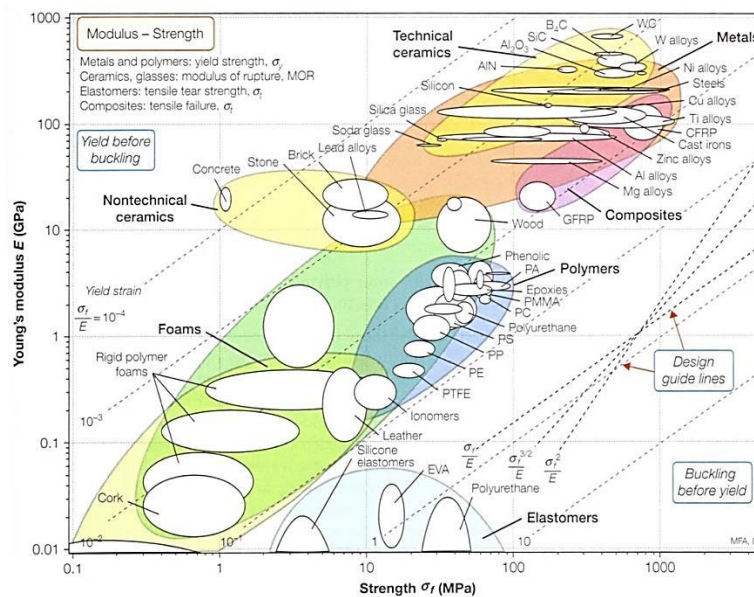 Modulus – Strength
Metals and polymers: yield strength, σy
Ceramics, glasses: modulus of rupture, MOR
Elastomers: tensile tear strength, σt
Composites: tensile failure, σt
Yield before
buckling
Technical
ceramics
B4C
SiC
Al2O3
AlN
WC
W alloys
Metals
Ni alloys
Steels
Cu alloys
Ti alloys
CFRP
Cast irons
Zinc alloys
Al alloys
Mg alloys
Composites
GFRP
Silicon
Silica glass
Soda glass
Concrete
Stone
Brick
Lead alloys
Nontechnical
ceramics
Wood
Phenolic
PA
Polymers
Epoxies
PMMA
PC
Polyurethane
PS
PP
PE
PTFE
Ionomers
Leather
Foams
Rigid polymer
foams
Cork
Silicone
elastomers
EVA
Polyurethane
Elastomers
Yield strain
σf/E = 10-4
10-3
10-2
10-1
1
10
σf/E
σf3/2/E
σf2/E
Design
guide lines
Buckling
before yield
MFA,
Young's modulus E (GPa)
1000
100
10
1
0.1
0.01
0.1
1
10
100
1000
Strength σf (MPa)